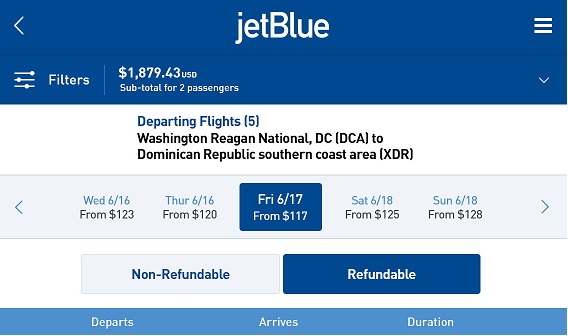 jetBlue
Filters
$1,879.43USD
Sub-total for 2 passengers
Departing Flights (5)
Washington Reagan National, DC (DCA) to
Dominican Republic southern coast area (XDR)
Wed 6/16 Thur 6/16 Fri 6/17 Sat 6/18 Sun 6/18
From $123 From $120 From $117 From $125 From $128
Non-Refundable Refundable
Departs Arrives Duration